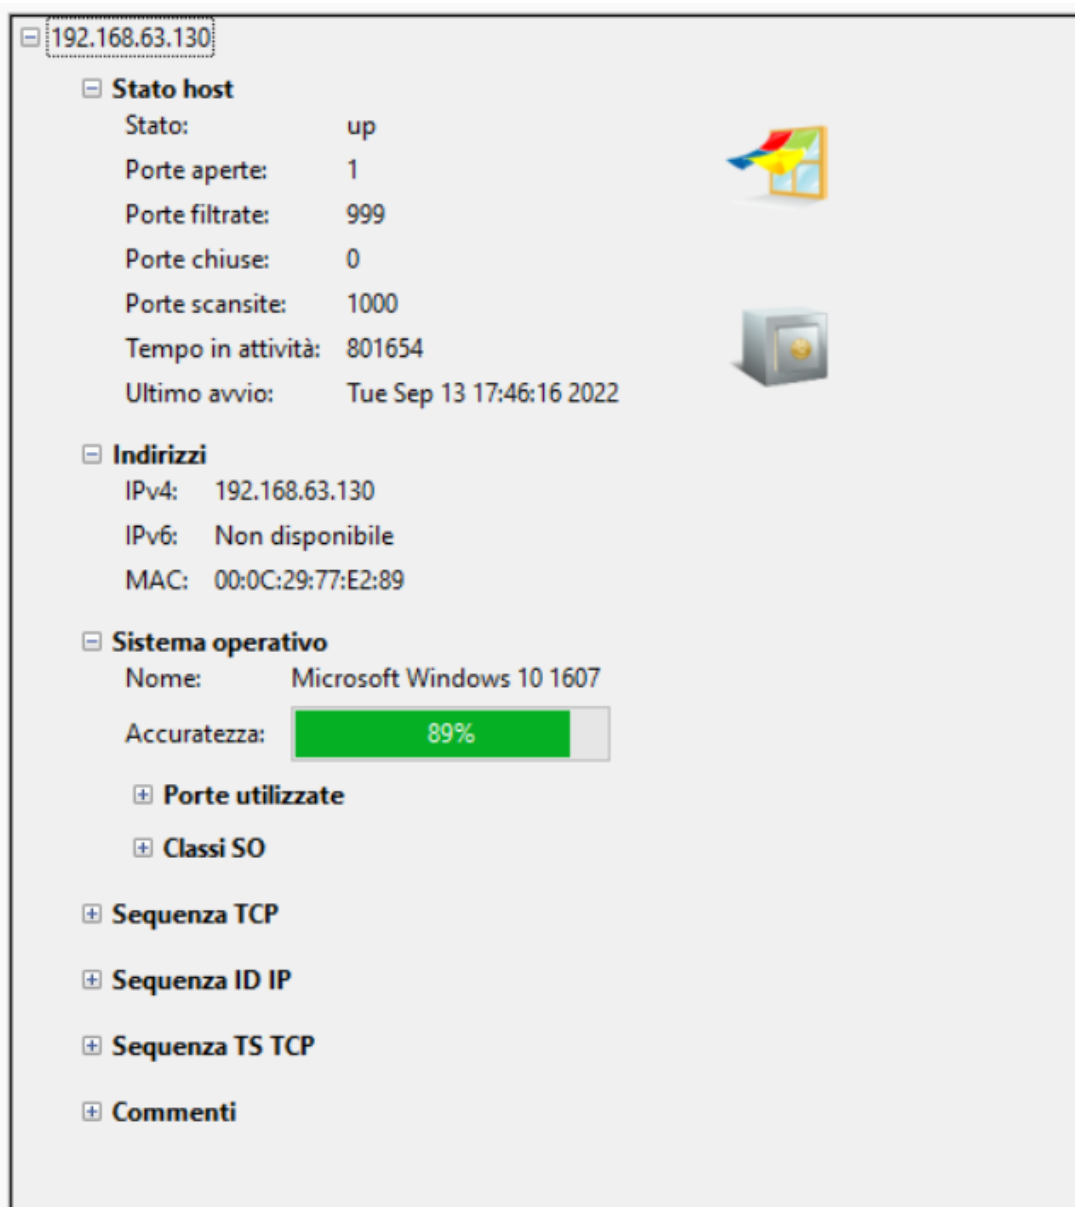 192.168.63.130
Stato host
Stato: up
Porte aperte: 1
Porte filtrate: 999
Porte chiuse: 0
Porte scansite: 1000
Tempo in attività: 801654
Ultimo avvio: Tue Sep 13 17:46:16 2022
Indirizzi
IPv4: 192.168.63.130
IPv6: Non disponibile
MAC: 00:0C:29:77:E2:89
Sistema operativo
Nome: Microsoft Windows 10 1607
Accuratezza: 89%
Porte utilizzate
Classi SO
Sequenza TCP
Sequenza ID IP
Sequenza TS TCP
Commenti